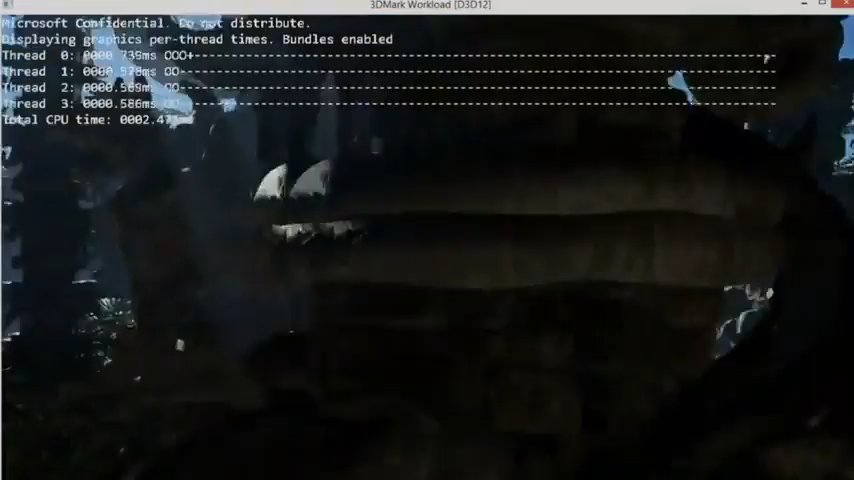 3DMark Workload [D3D12]
Microsoft Confidential. Do not distribute.
Displaying graphics per-thread times. Bundles enabled
Thread 0: 0000.739ms OOO+------------------------------------------------------------------------
Thread 1: 0000.578ms OO--------------------------------------------------------------------------
Thread 2: 0000.569ms OO--------------------------------------------------------------------------
Thread 3: 0000.586ms OO--------------------------------------------------------------------------
Total CPU time: